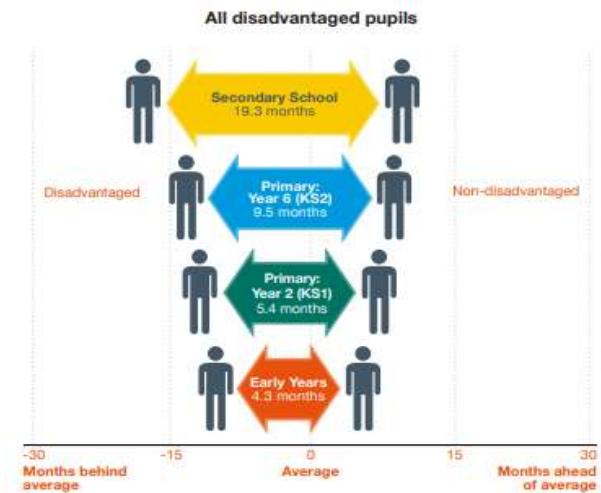 All disadvantaged pupils
Secondary School
19.3 months
Disadvantaged
Primary:
Year 6 (KS2)
9.5 months
Non-disadvantaged
Primary:
Year 2 (KS1)
5.4 months
Early Years
4.3 months
-30 -15 0 15 30
Months behind
average
Average
Months ahead
of average